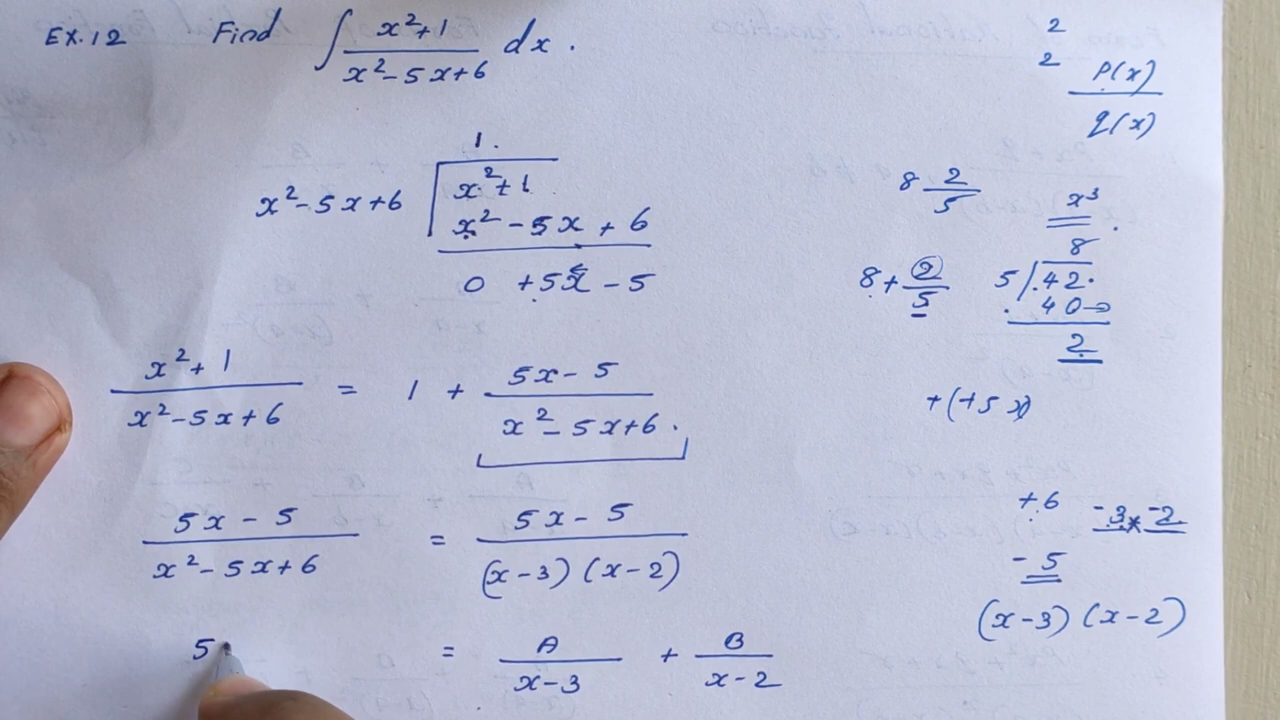 EX.12 Find ∫ x²+1 / x²-5x+6 dx.
2
2 P(x) / q(x)
1.
x²-5x+6 x²+1
x² -5x + 6
0 +5x - 5
8 2/5 x³
8 + 2/5
8
5 42
40
2
x²+1 / x²-5x+6 = 1 + 5x-5 / x²-5x+6.
+(+5x)
5x-5 / x²-5x+6 = 5x-5 / (x-3)(x-2)
+6 -3 × -2
-5
(x-3)(x-2)
5 = A / x-3 + B / x-2